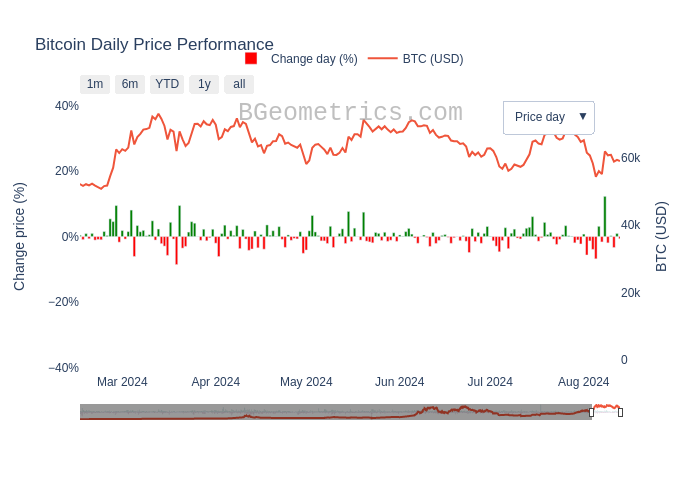 Bitcoin Daily Price Performance
Change day (%) BTC (USD)
1m 6m YTD 1y all
BGeometrics.com
Price day ▼
40%
20%
0%
−20%
−40%
Change price (%)
60k
40k
20k
0
BTC (USD)
Mar 2024 Apr 2024 May 2024 Jun 2024 Jul 2024 Aug 2024